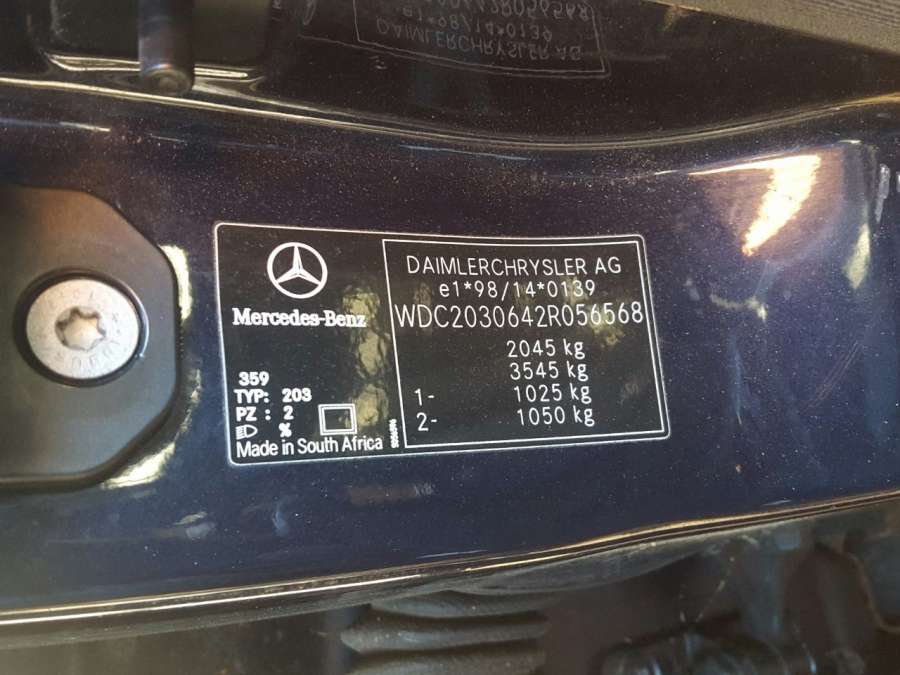 Mercedes-Benz
359
TYP: 203
PZ : 2
%
Made in South Africa
DAIMLERCHRYSLER AG
e1*98/14*0139
WDC2030642R056568
2045 kg
3545 kg
1- 1025 kg
2- 1050 kg